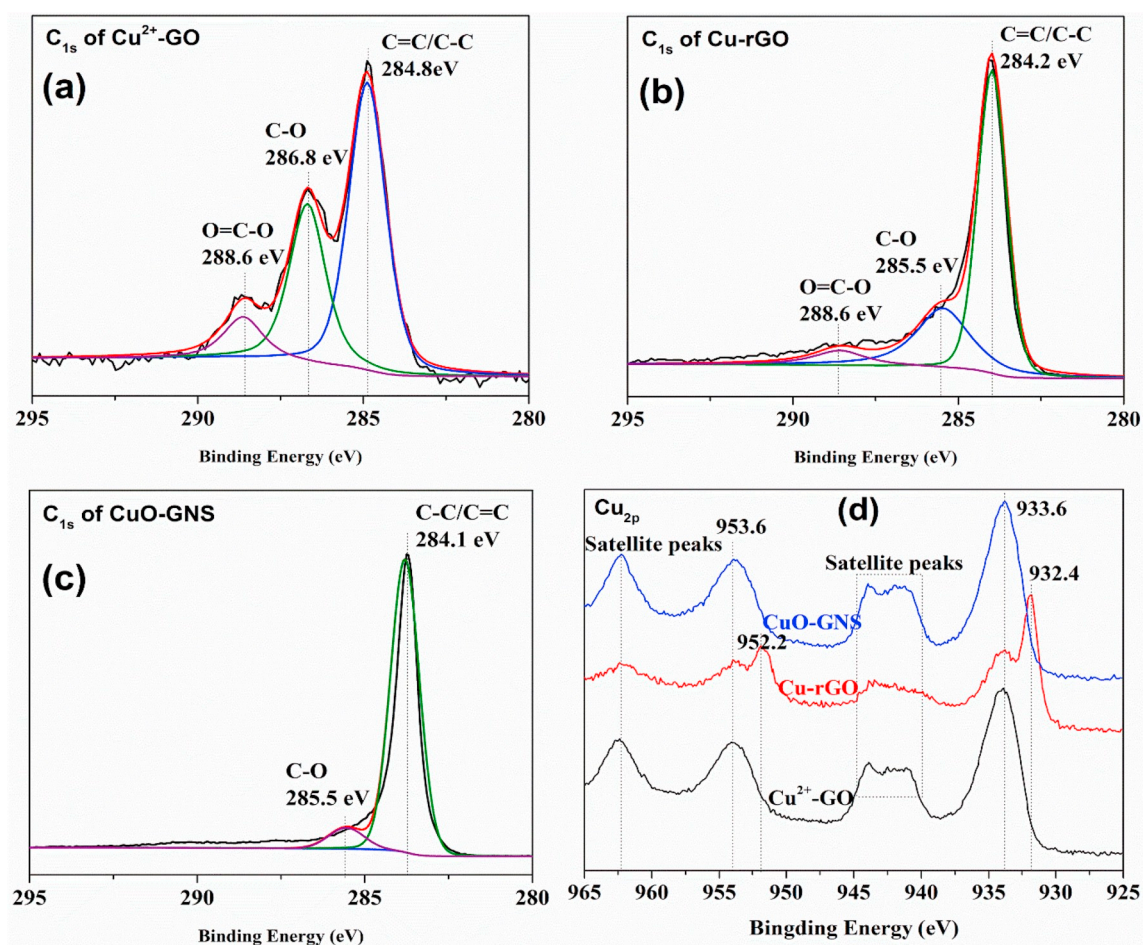 C1s of Cu2+-GO
(a)
C=C/C-C
284.8eV
C-O
286.8 eV
O=C-O
288.6 eV
295
290
285
280
Binding Energy (eV)
C1s of Cu-rGO
(b)
C=C/C-C
284.2 eV
C-O
285.5 eV
O=C-O
288.6 eV
295
290
285
280
Binding Energy (eV)
C1s of CuO-GNS
(c)
C-C/C=C
284.1 eV
C-O
285.5 eV
295
290
285
280
Binding Energy (eV)
Cu2p
(d)
Satellite peaks
953.6
Satellite peaks
933.6
932.4
CuO-GNS
952.2
Cu-rGO
Cu2+-GO
965
960
955
950
945
940
935
930
925
Bingding Energy (eV)